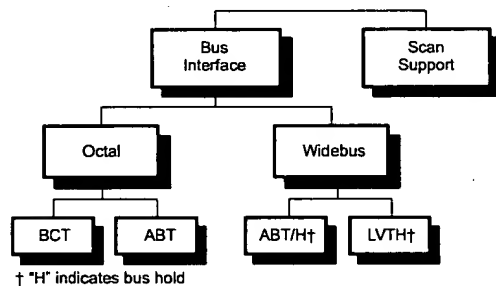 Bus
Interface
Scan
Support
Octal
Widebus
BCT
ABT
ABT/H†
LVTH†
† "H" indicates bus hold